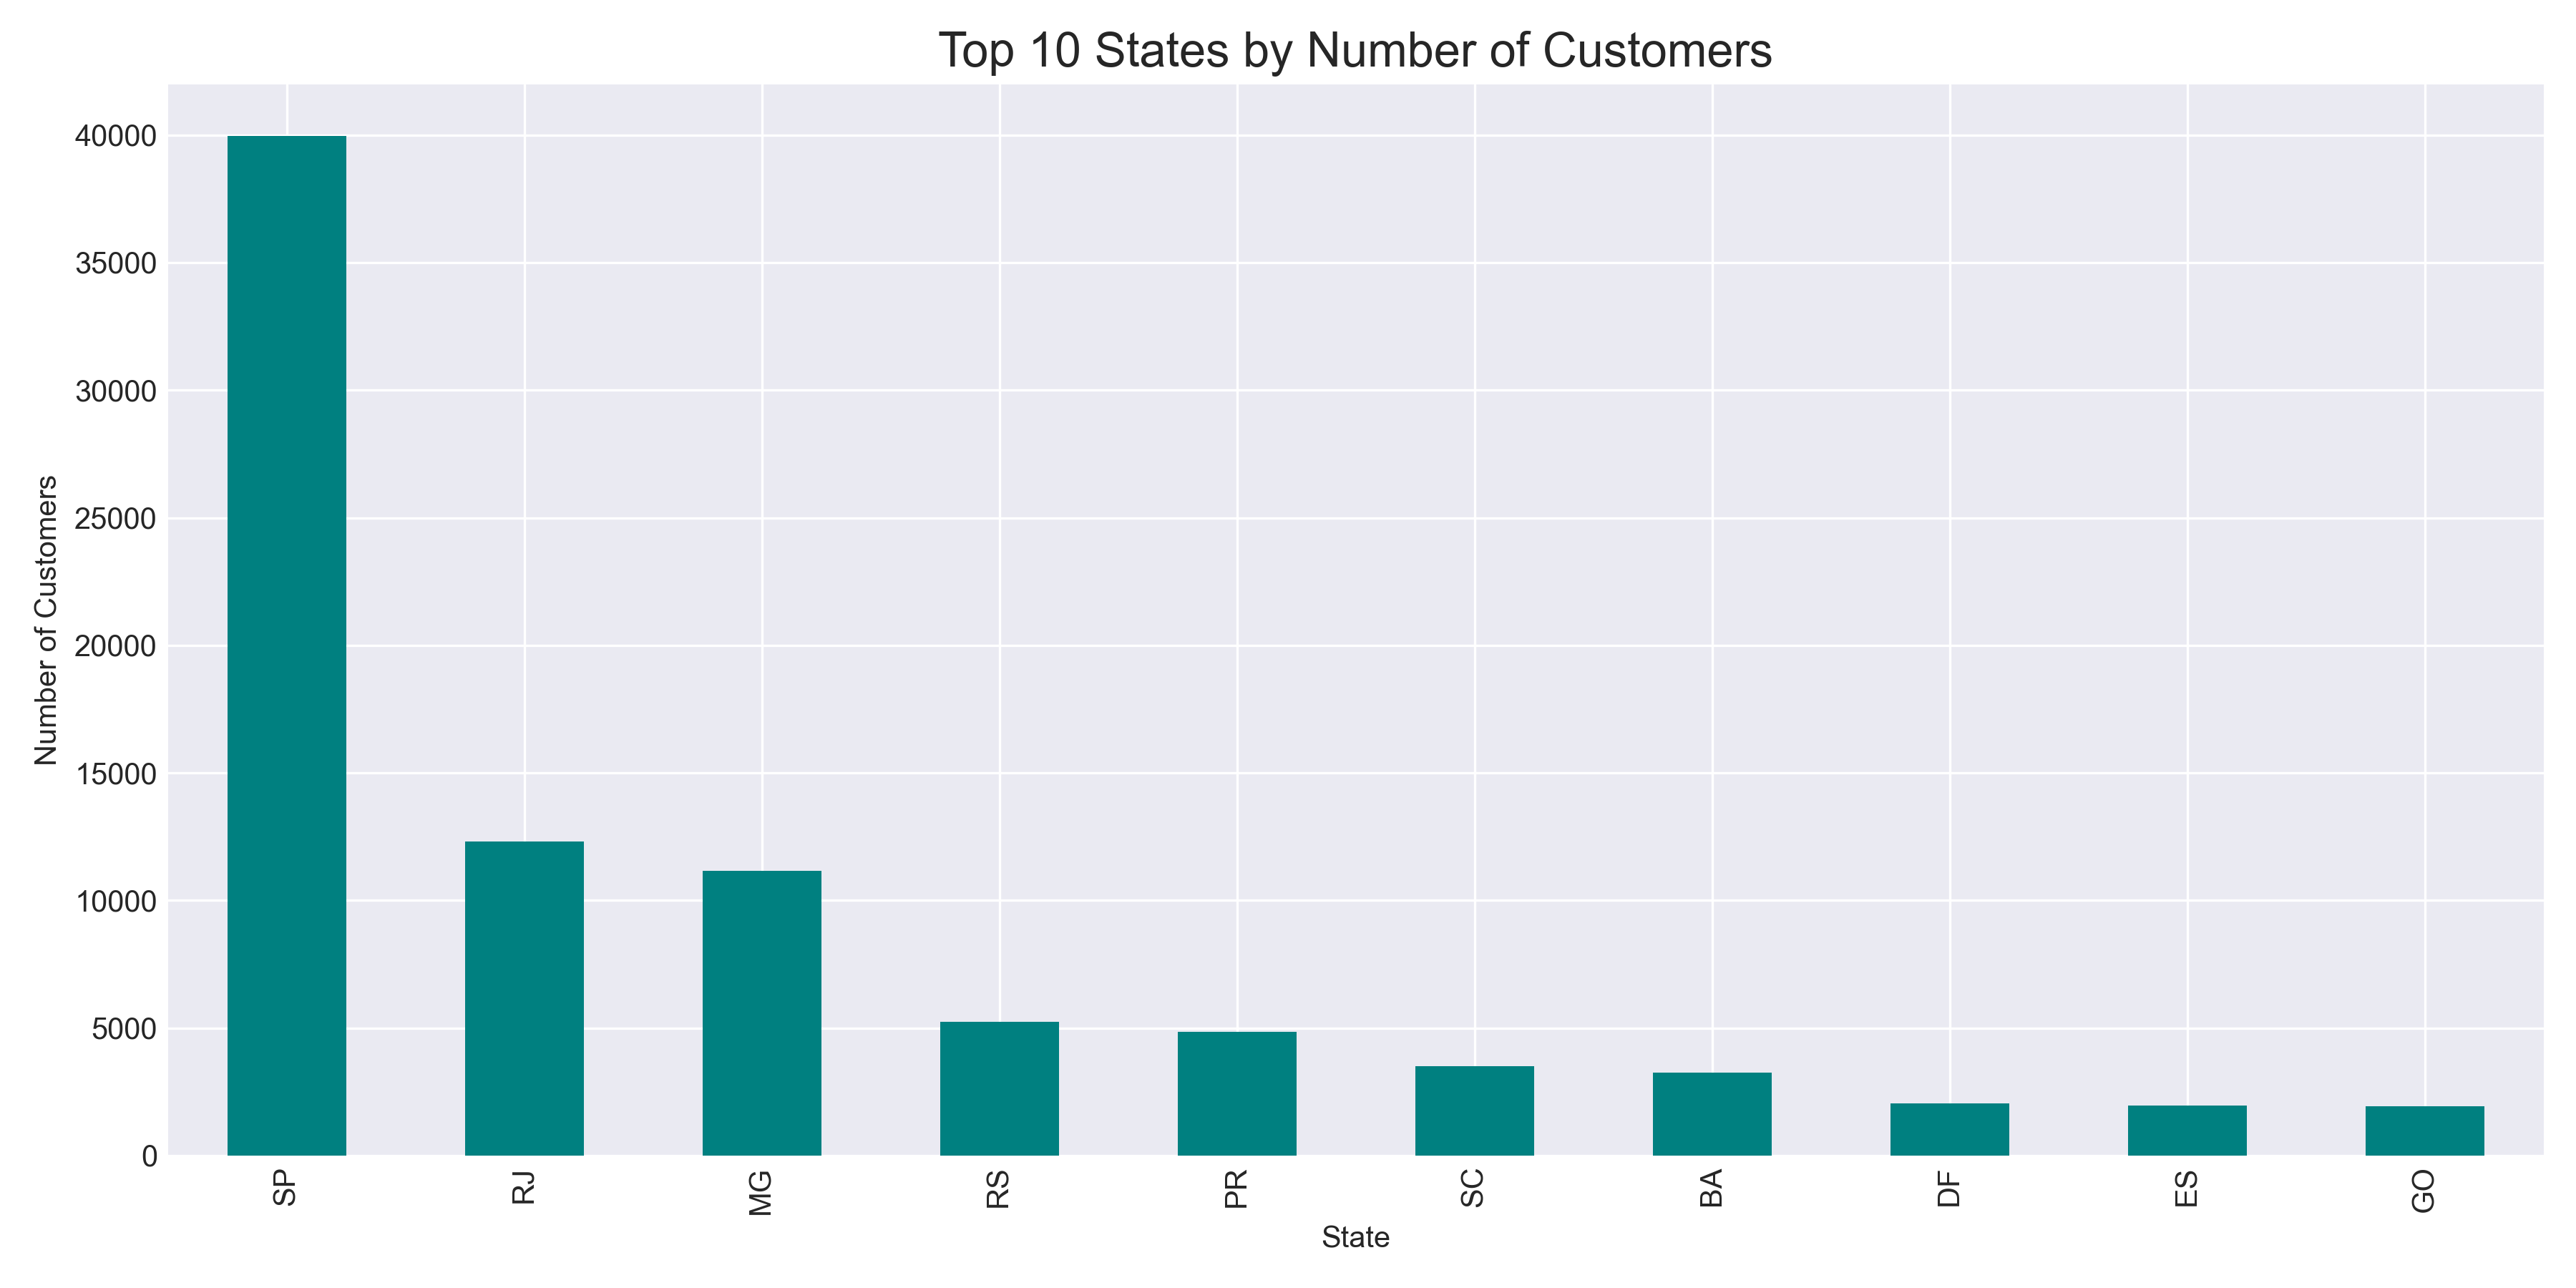 Top 10 States by Number of Customers
Number of Customers
40000
35000
30000
25000
20000
15000
10000
5000
0
SP
RJ
MG
RS
PR
SC
BA
DF
ES
GO
State